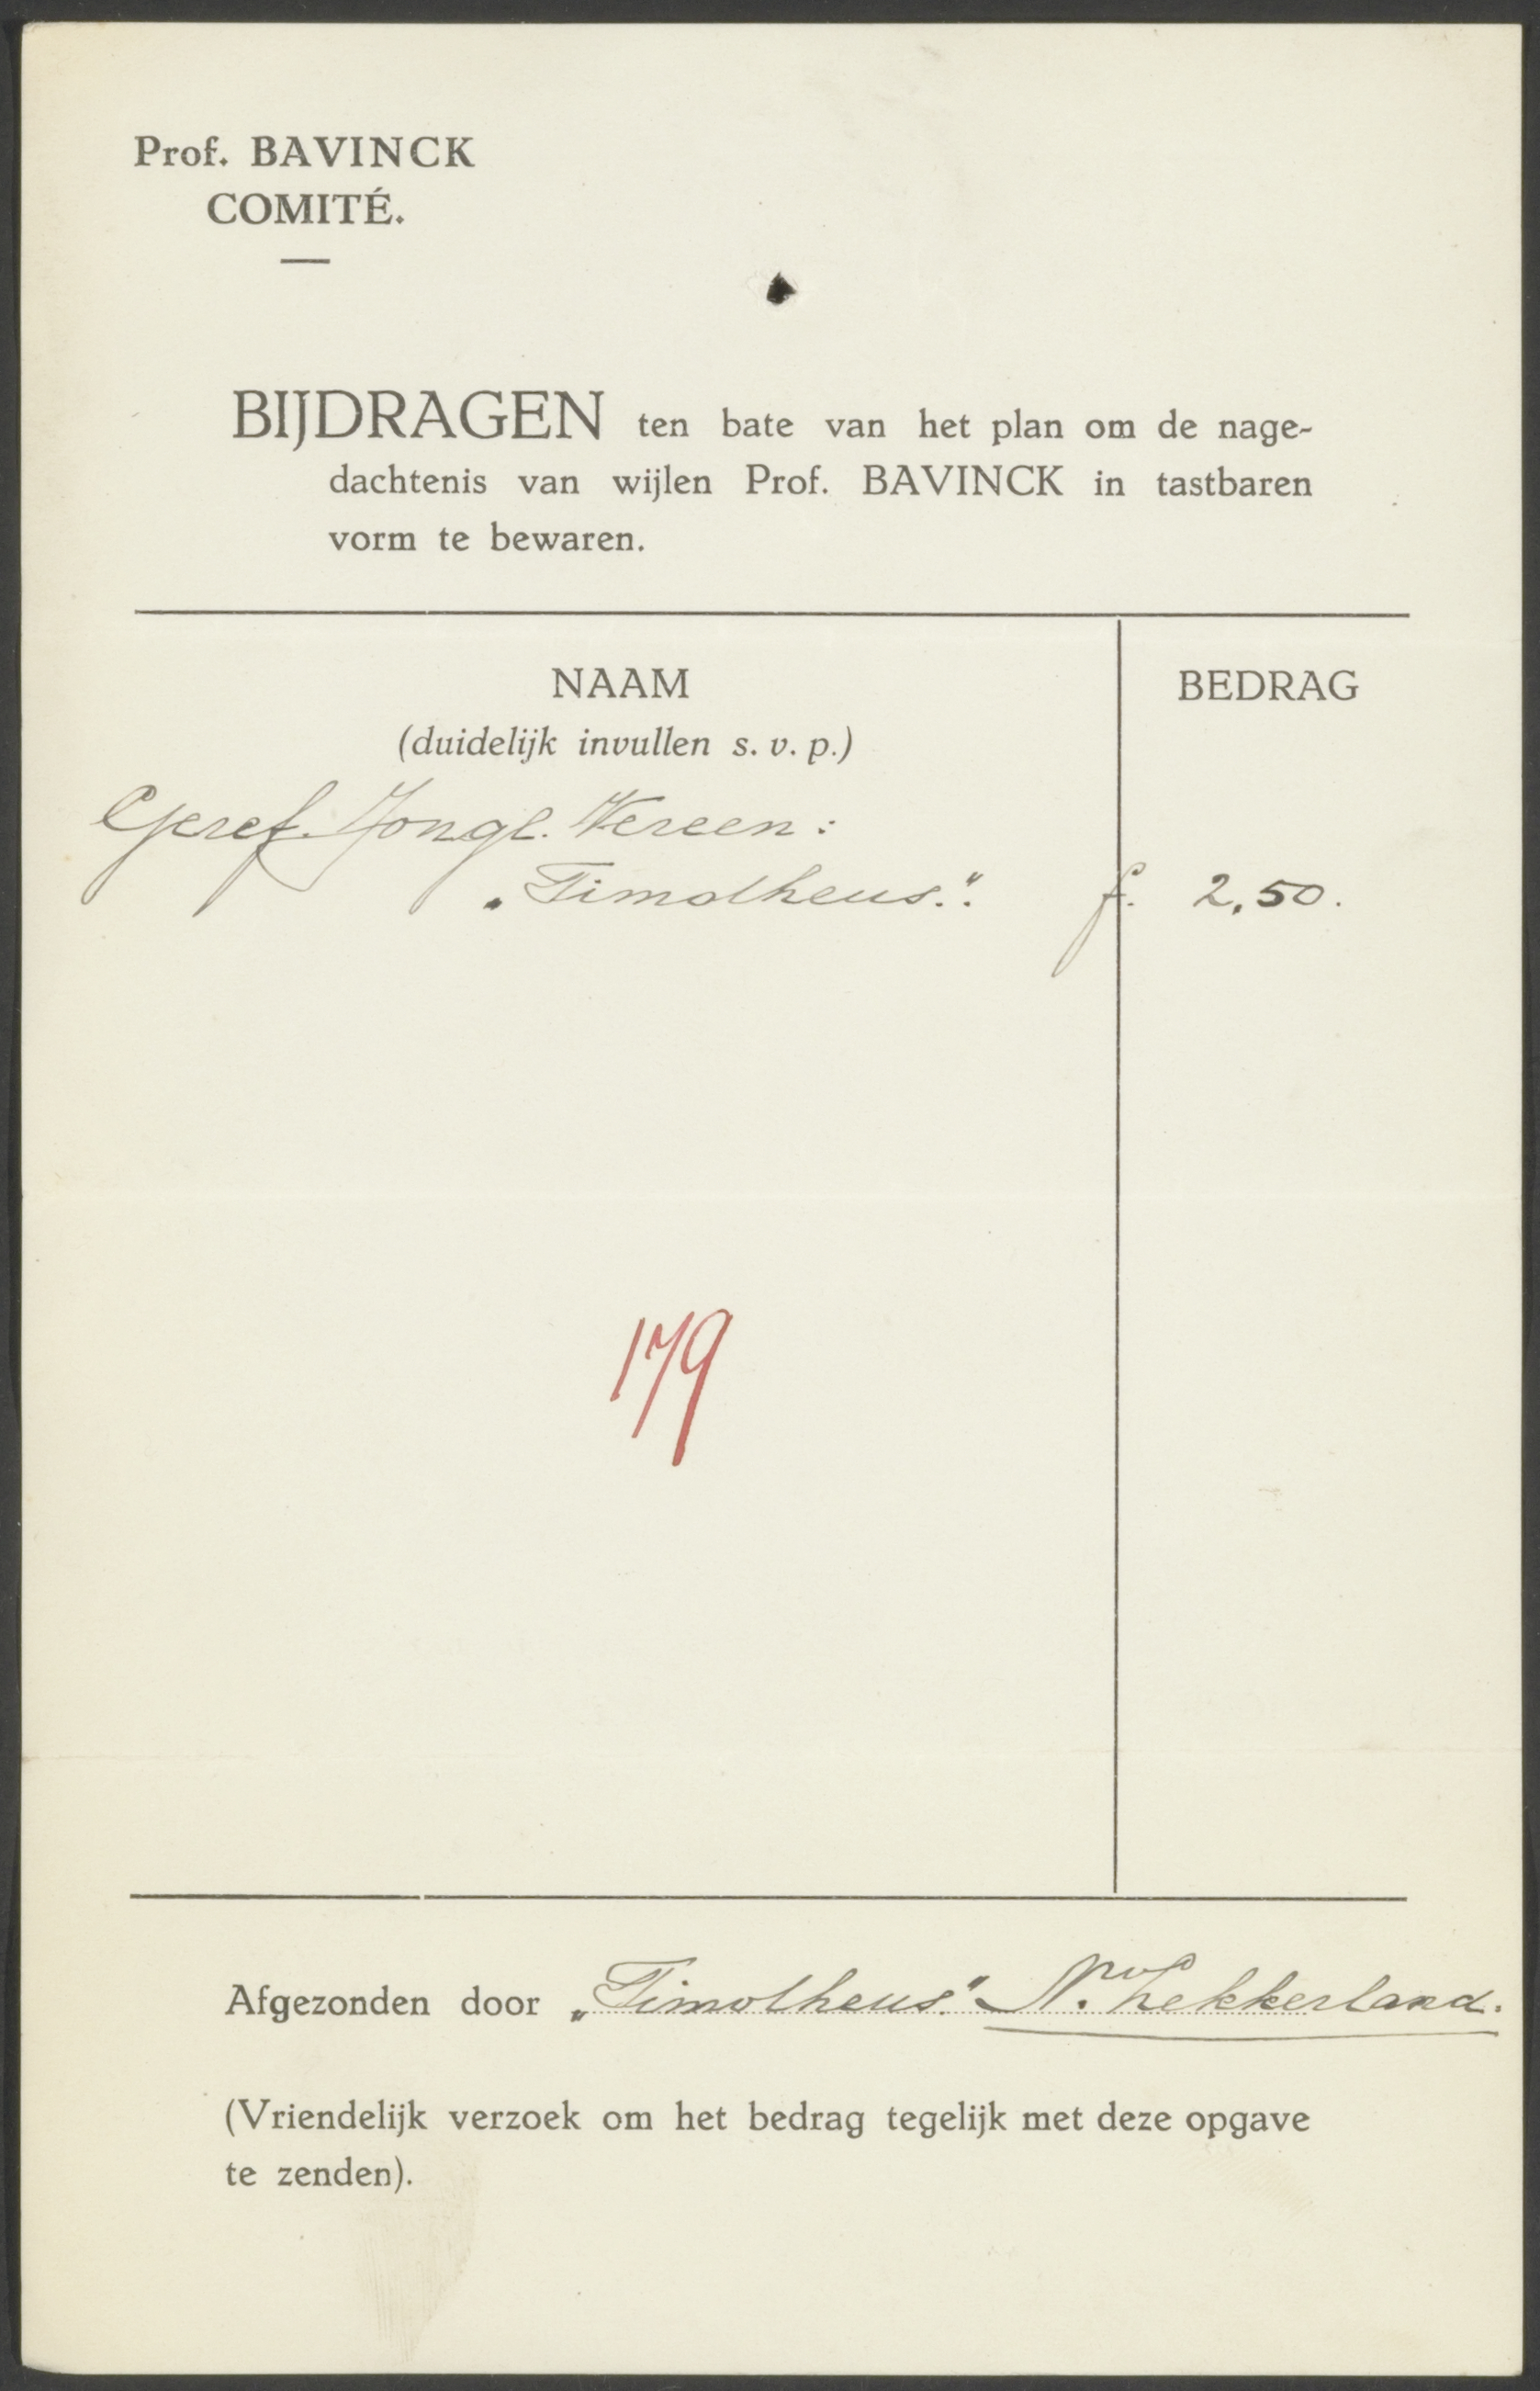 Prof. BAVINCK
COMITÉ.
BIJDRAGEN ten bate van het plan om de nage-
dachtenis van wijlen Prof. BAVINCK in tastbaren
vorm te bewaren.
NAAM
BEDRAG
(duidelijk invullen s. v. p.)
Geref. Jongl. Vereen:
„Timotheus.". f. 2,50.
179
Afgezonden door „Timotheus." N. Lekkerland.
(Vriendelijk verzoek om het bedrag tegelijk met deze opgave
te zenden).